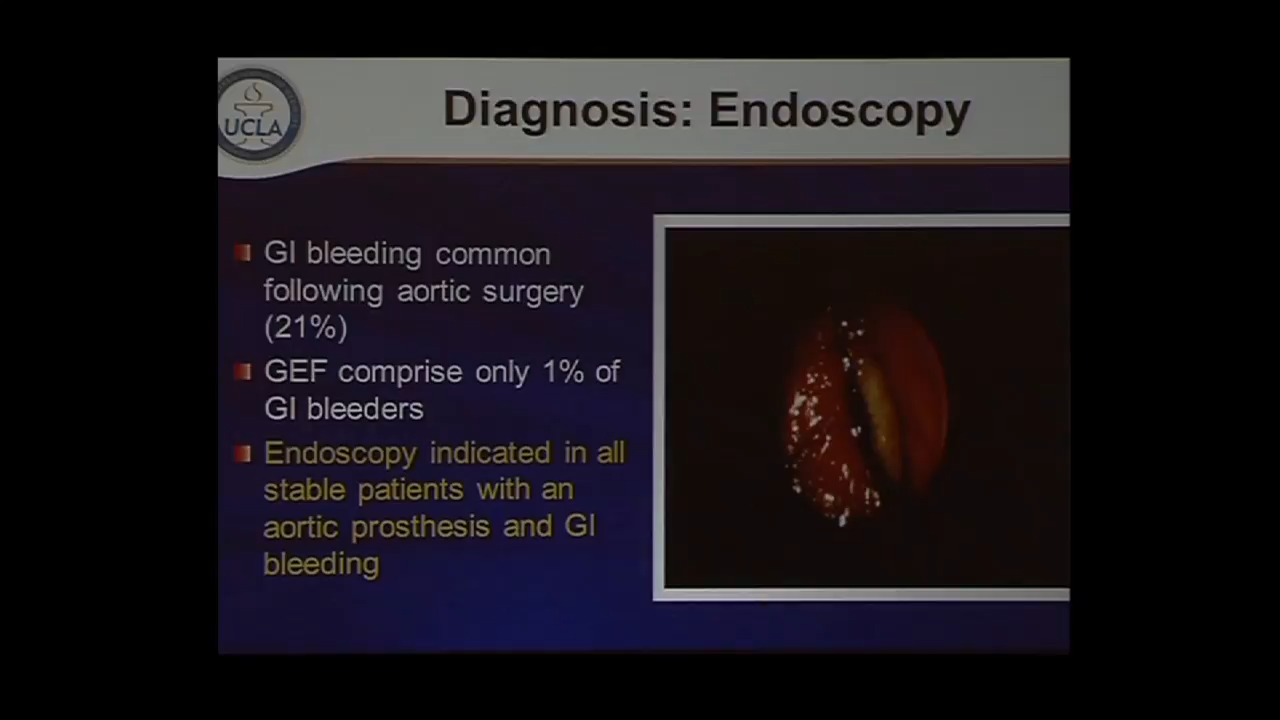 UCLA
Diagnosis: Endoscopy
GI bleeding common
following aortic surgery
(21%)
GEF comprise only 1% of
GI bleeders
Endoscopy indicated in all
stable patients with an
aortic prosthesis and GI
bleeding